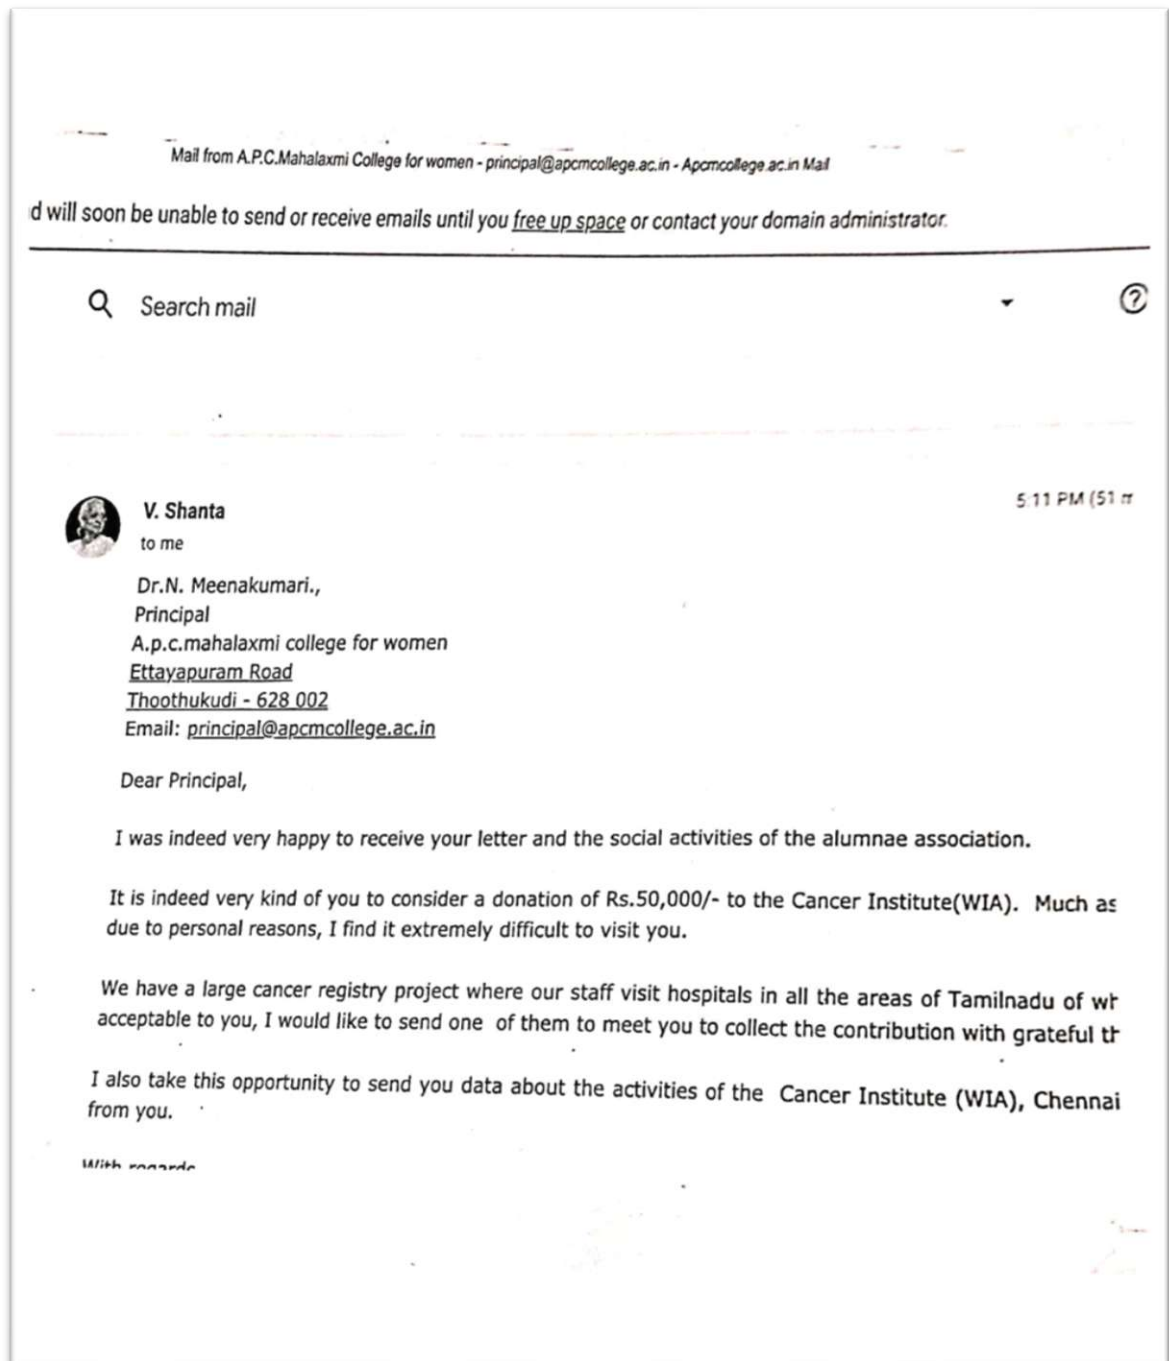 Mail from A.P.C.Mahalaxmi College for women - principal@apcmcollege.ac.in - Apcmcollege.ac.in Mail
d will soon be unable to send or receive emails until you free up space or contact your domain administrator.
Search mail
V. Shanta
5:11 PM (51 m
to me
Dr.N. Meenakumari.,
Principal
A.p.c.mahalaxmi college for women
Ettayapuram Road
Thoothukudi - 628 002
Email: principal@apcmcollege.ac.in
Dear Principal,
I was indeed very happy to receive your letter and the social activities of the alumnae association.
It is indeed very kind of you to consider a donation of Rs.50,000/- to the Cancer Institute(WIA). Much as
due to personal reasons, I find it extremely difficult to visit you.
We have a large cancer registry project where our staff visit hospitals in all the areas of Tamilnadu of wh
acceptable to you, I would like to send one of them to meet you to collect the contribution with grateful th
I also take this opportunity to send you data about the activities of the Cancer Institute (WIA), Chennai
from you.
With regards